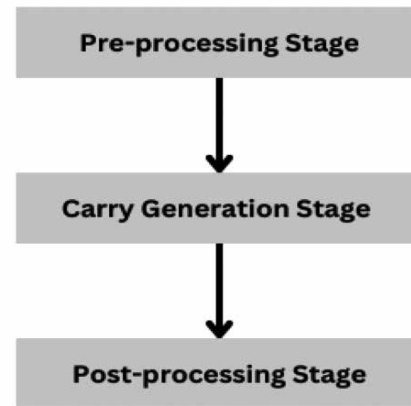 Pre-processing Stage
Carry Generation Stage
Post-processing Stage